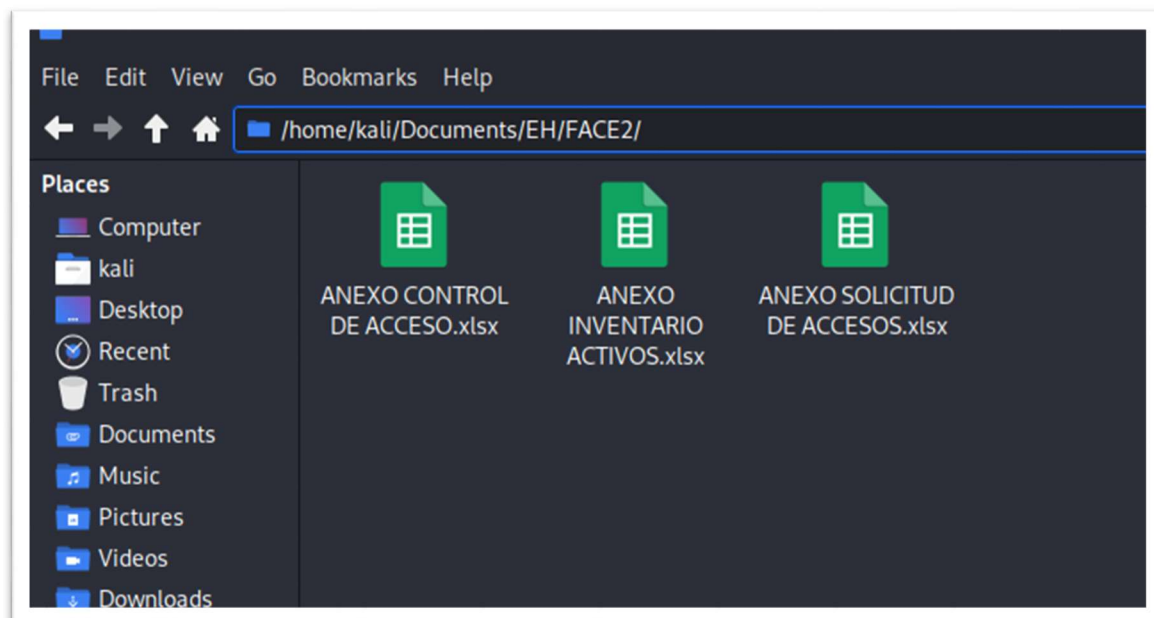 File Edit View Go Bookmarks Help
/home/kali/Documents/EH/FACE2/
Places
Computer
kali
Desktop
Recent
Trash
Documents
Music
Pictures
Videos
Downloads
ANEXO CONTROL
DE ACCESO.xlsx
ANEXO
INVENTARIO
ACTIVOS.xlsx
ANEXO SOLICITUD
DE ACCESOS.xlsx